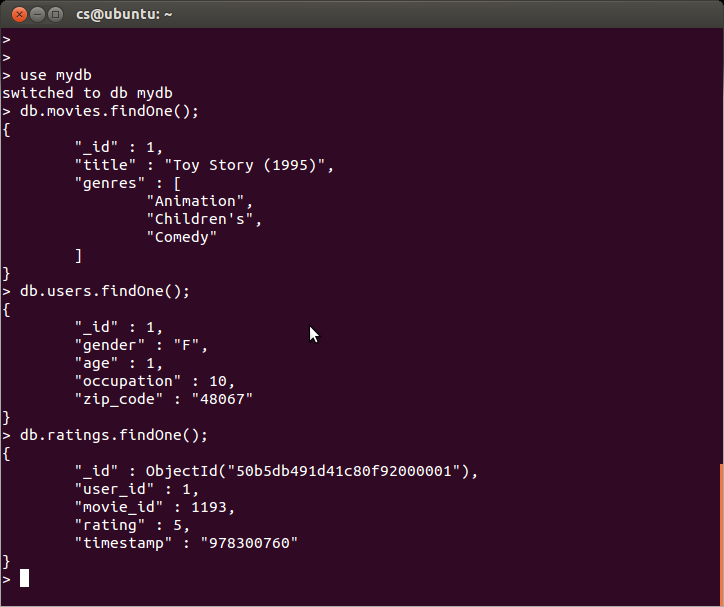 cs@ubuntu: ~
>
>
> use mydb
switched to db mydb
> db.movies.findOne();
{
        "_id" : 1,
        "title" : "Toy Story (1995)",
        "genres" : [
                "Animation",
                "Children's",
                "Comedy"
        ]
}
> db.users.findOne();
{
        "_id" : 1,
        "gender" : "F",
        "age" : 1,
        "occupation" : 10,
        "zip_code" : "48067"
}
> db.ratings.findOne();
{
        "_id" : ObjectId("50b5db491d41c80f92000001"),
        "user_id" : 1,
        "movie_id" : 1193,
        "rating" : 5,
        "timestamp" : "978300760"
}
>